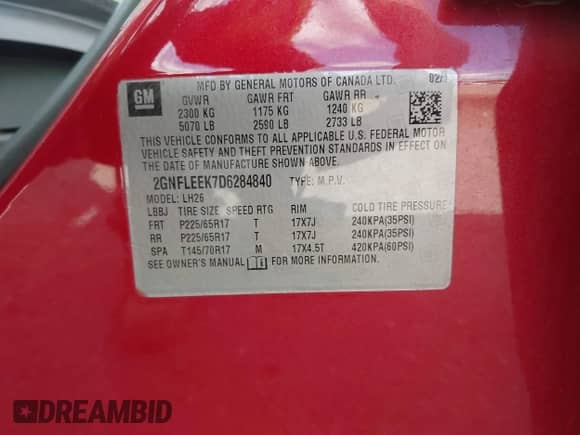 GM
MFD BY GENERAL MOTORS OF CANADA LTD. 02/
GVWR GAWR FRT GAWR RR
2300 KG 1175 KG 1240 KG
5070 LB 2590 LB 2733 LB
THIS VEHICLE CONFORMS TO ALL APPLICABLE U.S. FEDERAL MOTOR
VEHICLE SAFETY AND THEFT PREVENTION STANDARDS IN EFFECT ON
THE DATE OF MANUFACTURE SHOWN ABOVE.
2GNFLEEK7D6284840 TYPE: M.P.V.
MODEL: LH26
LBBJ TIRE SIZE SPEED RTG RIM COLD TIRE PRESSURE
FRT P225/65R17 T 17X7J 240KPA(35PSI)
RR P225/65R17 T 17X7J 240KPA(35PSI)
SPA T145/70R17 M 17X4.5T 420KPA(60PSI)
SEE OWNER'S MANUAL FOR MORE INFORMATION
DREAMBID